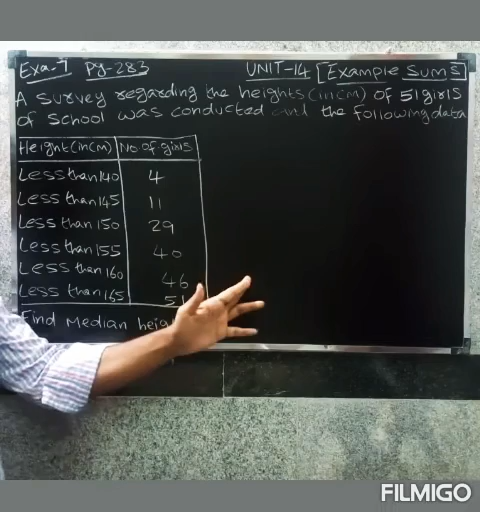 Exa-7 Pg-283 UNIT-14 [Example sums]
A survey regarding the heights (in cm) of 51 girls
of school was conducted and the following data
Height (in cm) No. of girls
Less than 140 4
Less than 145 11
Less than 150 29
Less than 155 40
Less than 160 46
Less than 165 51
Find Median
FILMIGO